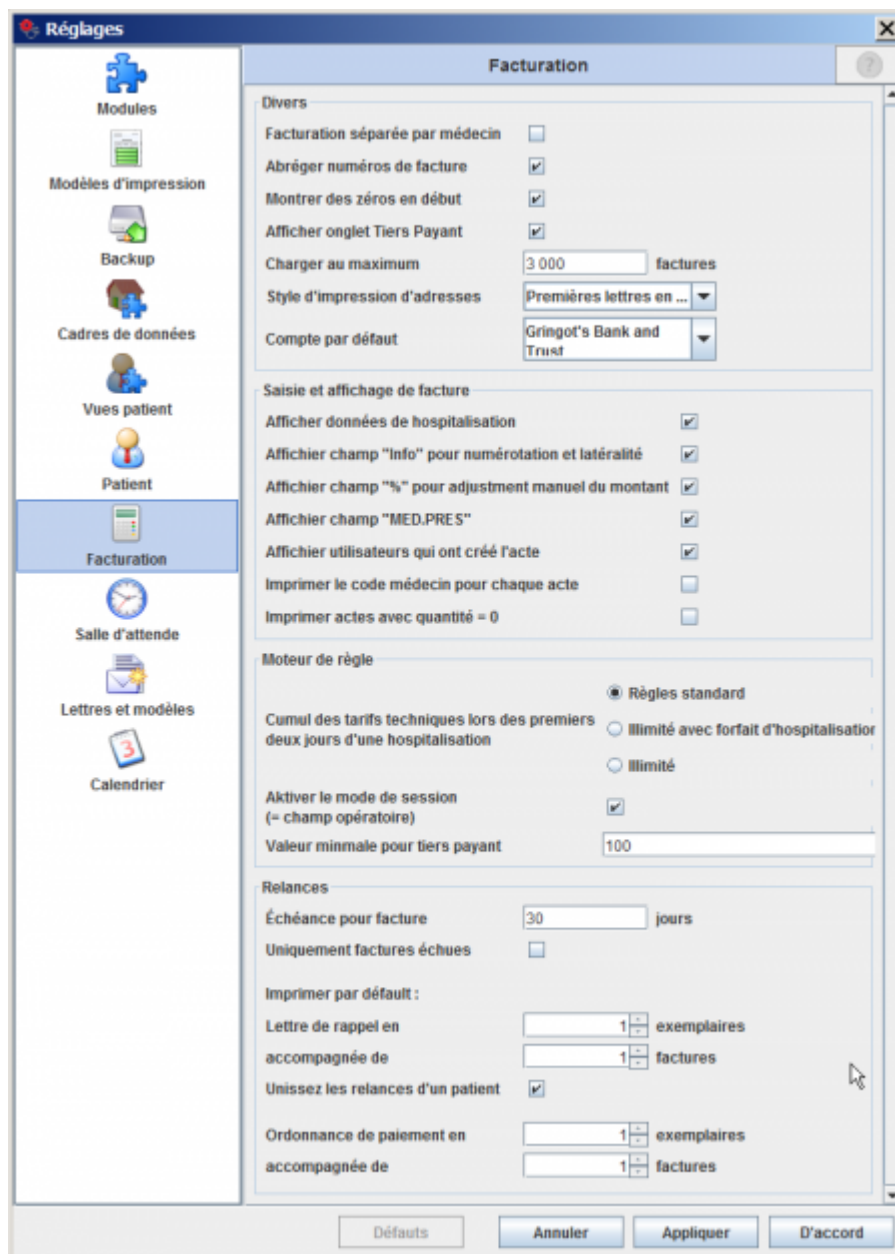 Réglages
Facturation
?
Modules
Modèles d'impression
Backup
Cadres de données
Vues patient
Patient
Facturation
Salle d'attende
Lettres et modèles
3
Calendrier
Divers
Facturation séparée par médecin
Abréger numéros de facture
Montrer des zéros en début
Afficher onglet Tiers Payant
Charger au maximum 3 000 factures
Style d'impression d'adresses Premières lettres en ...
Compte par défaut Gringot's Bank and
Trust
Saisie et affichage de facture
Afficher données de hospitalisation
Affichier champ "Info" pour numérotation et latéralité
Affichier champ "%" pour adjustment manuel du montant
Affichier champ "MED.PRES"
Affichier utilisateurs qui ont créé l'acte
Imprimer le code médecin pour chaque acte
Imprimer actes avec quantité = 0
Moteur de règle
Cumul des tarifs techniques lors des premiers
deux jours d'une hospitalisation
Règles standard
Illimité avec forfait d'hospitalisation
Illimité
Aktiver le mode de session
(= champ opératoire)
Valeur minmale pour tiers payant 100
Relances
Échéance pour facture 30 jours
Uniquement factures échues
Imprimer par défault :
Lettre de rappel en 1 exemplaires
accompagnée de 1 factures
Unissez les relances d'un patient
Ordonnance de paiement en 1 exemplaires
accompagnée de 1 factures
Défauts Annuler Appliquer D'accord